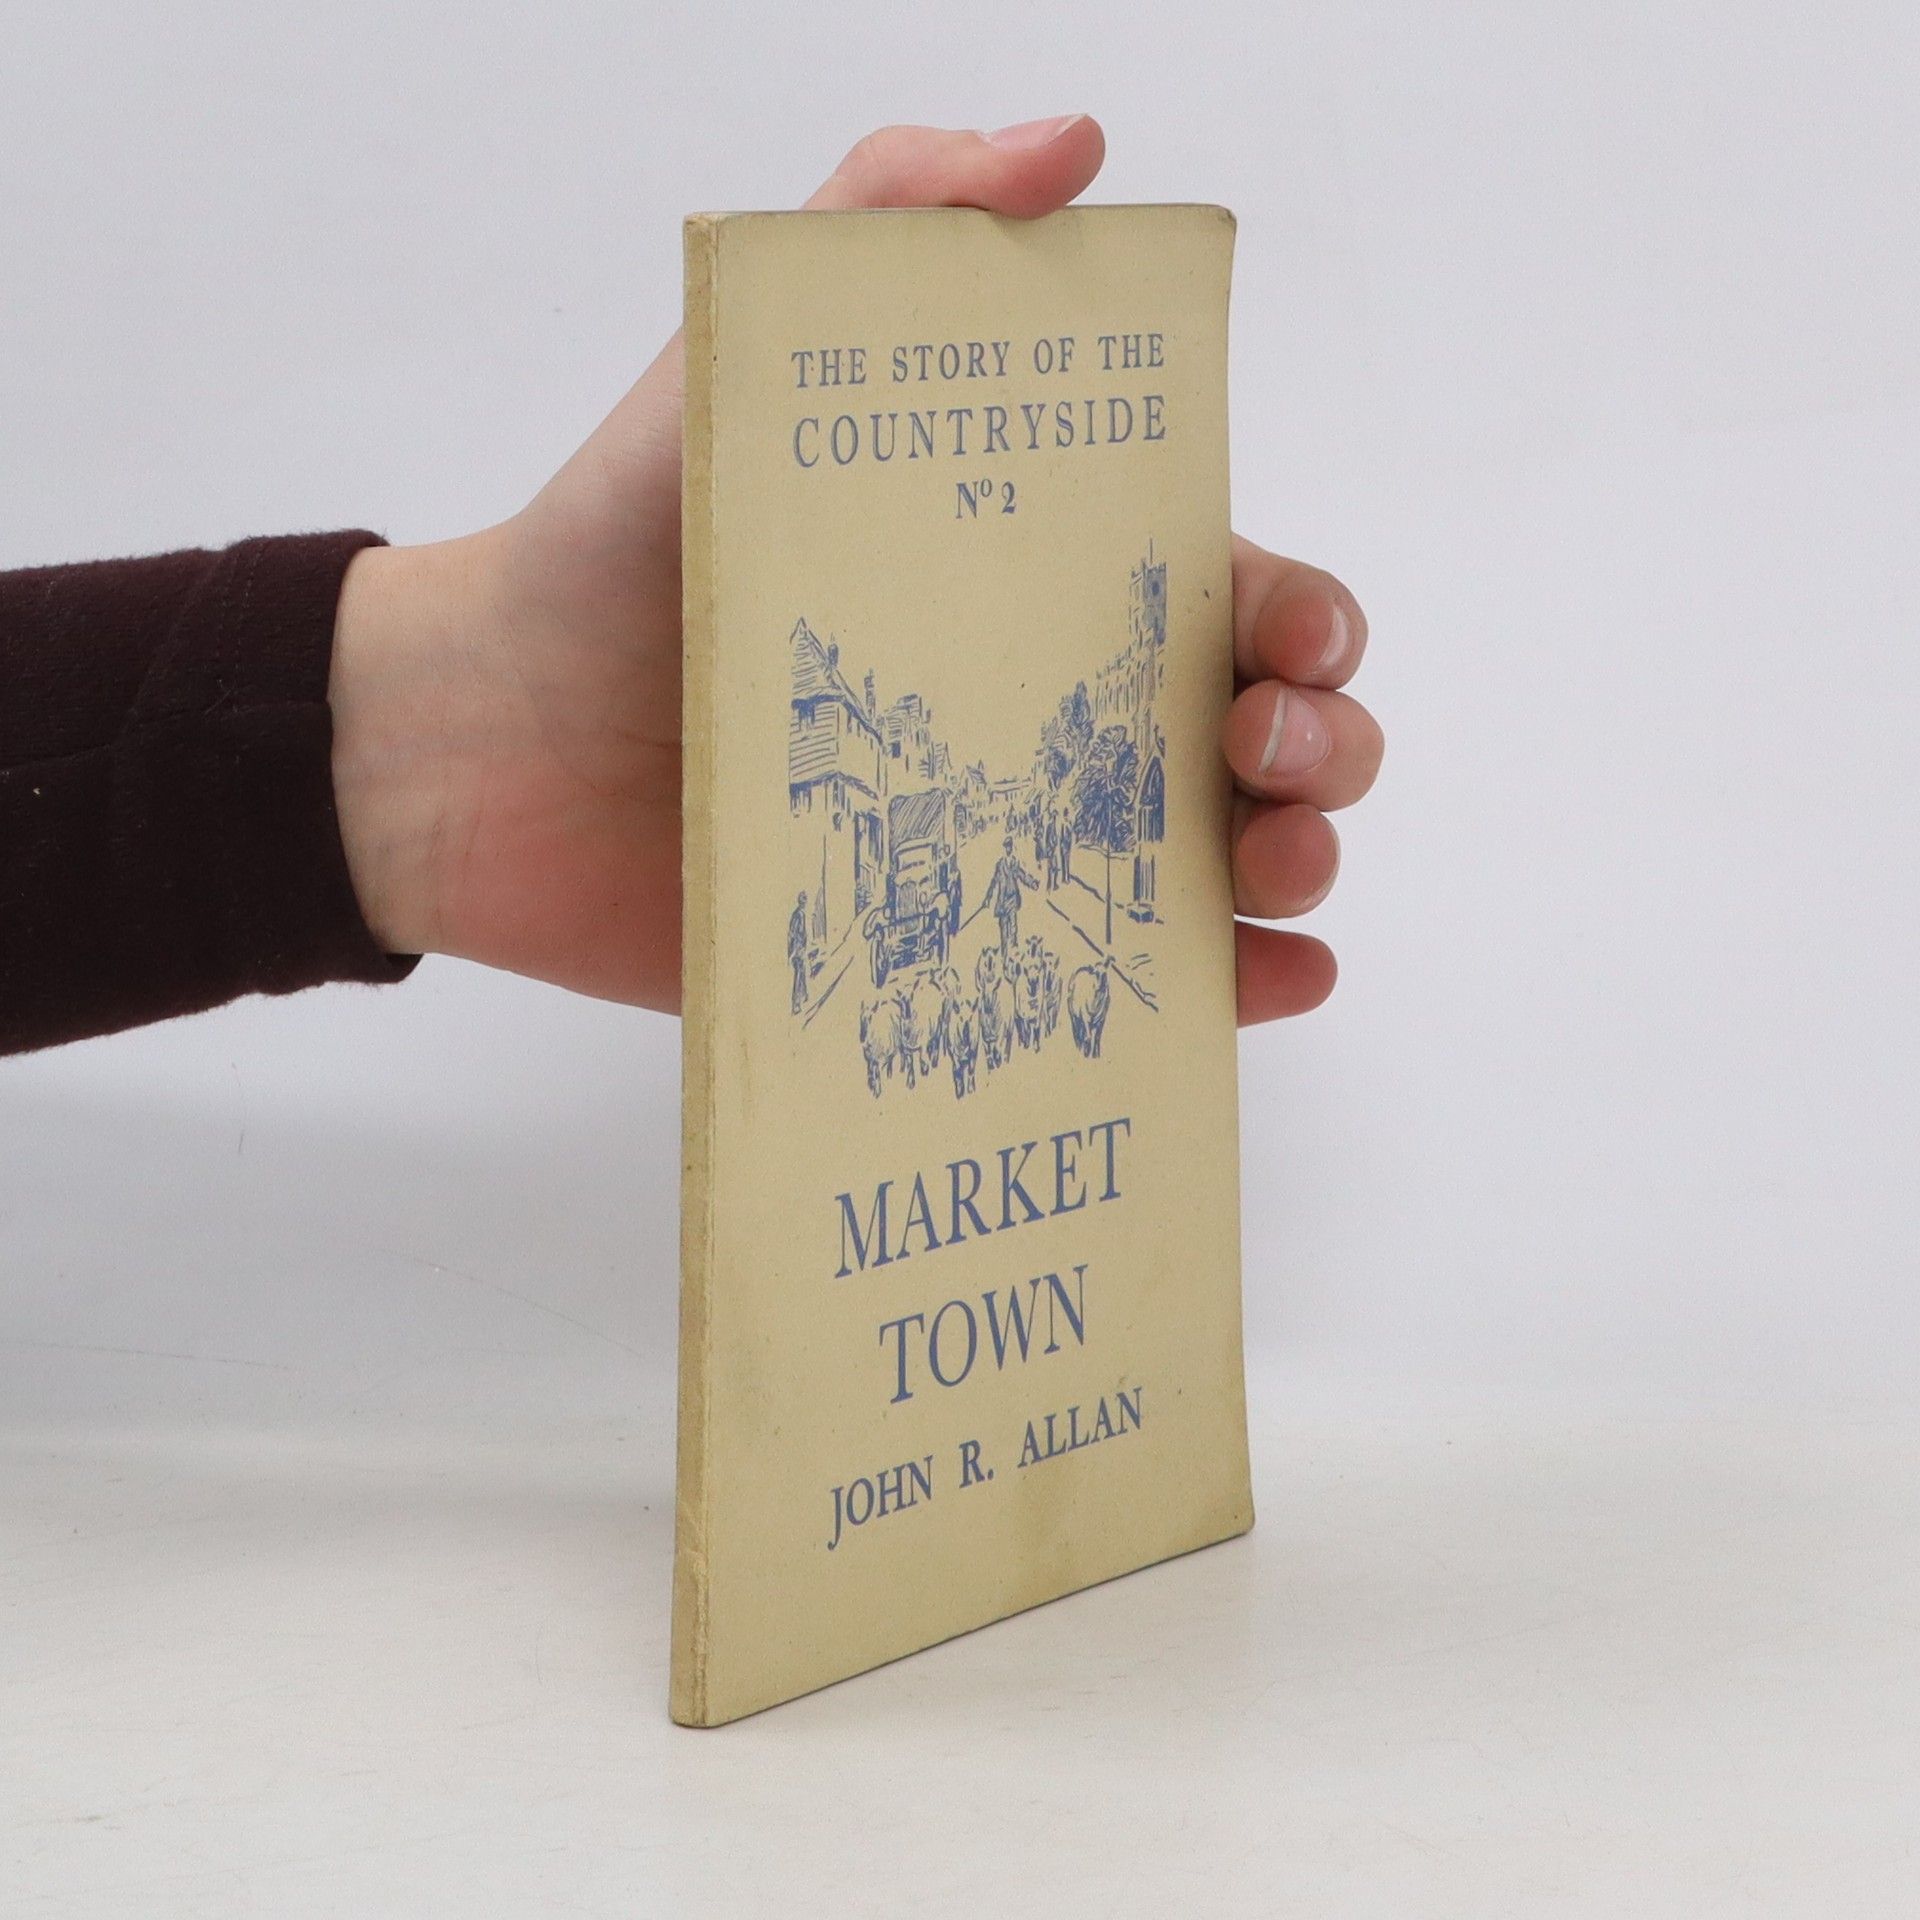 THE STORY OF THE
COUNTRYSIDE
Nº 2
MARKET
TOWN
JOHN R. ALLAN